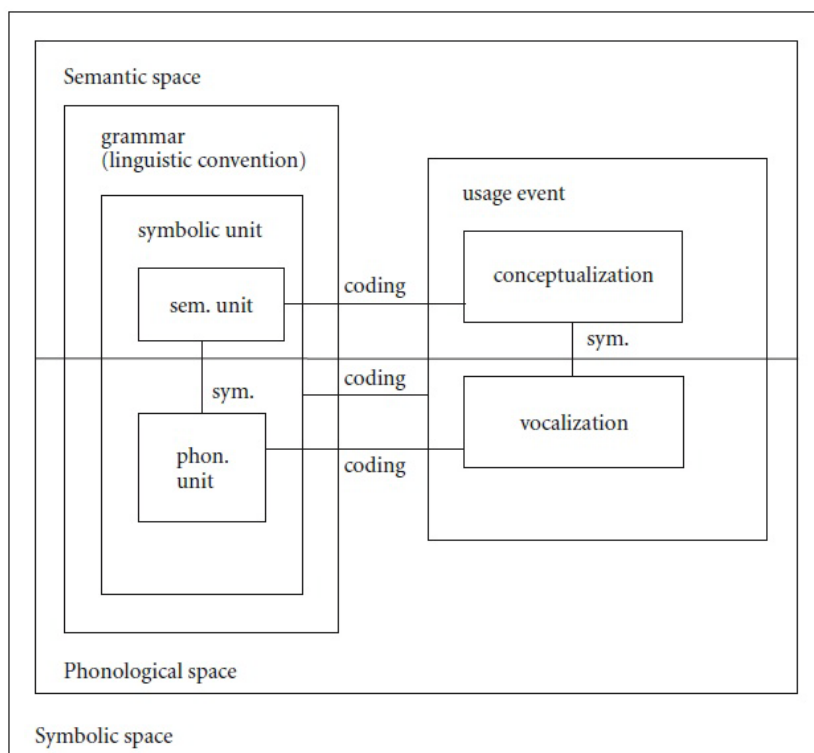 Semantic space
grammar
(linguistic convention)
usage event
symbolic unit
conceptualization
coding
sem. unit
sym.
coding
sym.
vocalization
phon.
unit
coding
Phonological space
Symbolic space